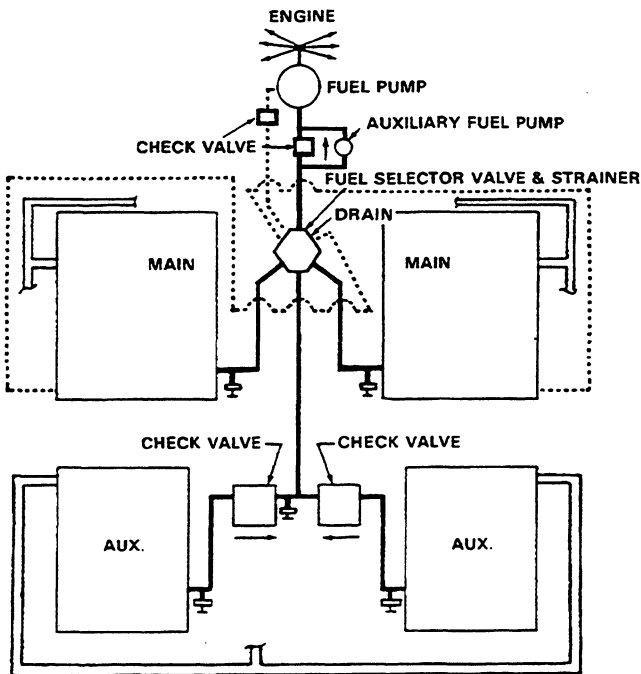 ENGINE
FUEL PUMP
AUXILIARY FUEL PUMP
CHECK VALVE
FUEL SELECTOR VALVE & STRAINER
DRAIN
MAIN
MAIN
CHECK VALVE
CHECK VALVE
AUX.
AUX.